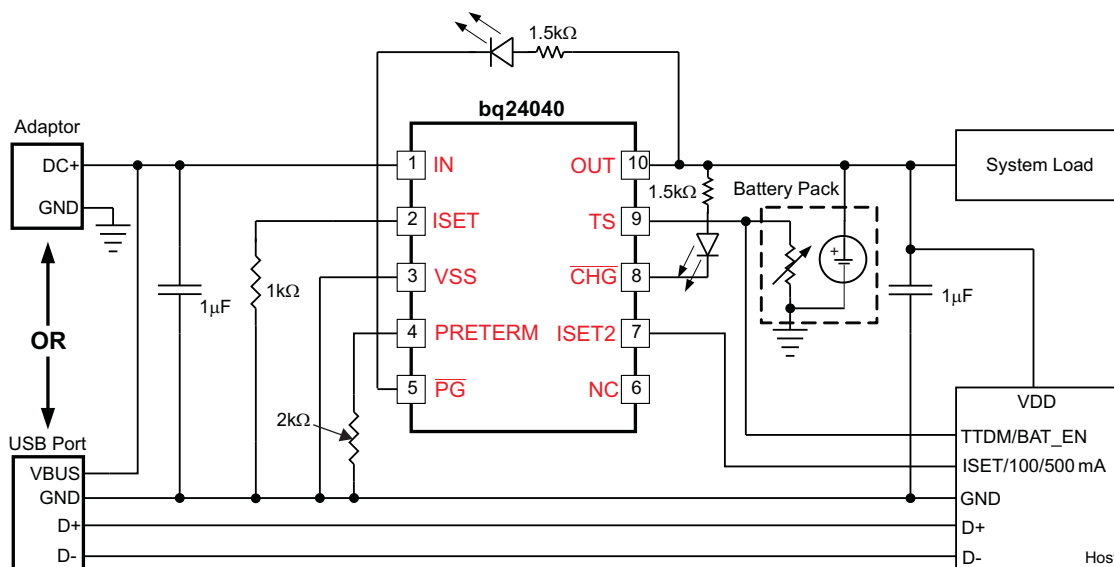 1.5kΩ
bq24040
Adaptor
DC+
GND
1
IN
OUT
10
System Load
1.5kΩ
Battery Pack
2
ISET
TS
9
+
3
VSS
CHG
8
1kΩ
1μF
1μF
4
PRETERM
ISET2
7
OR
5
PG
NC
6
2kΩ
VDD
USB Port
TTDM/BAT_EN
VBUS
ISET/100/500 mA
GND
GND
D+
D+
D-
D-
Host